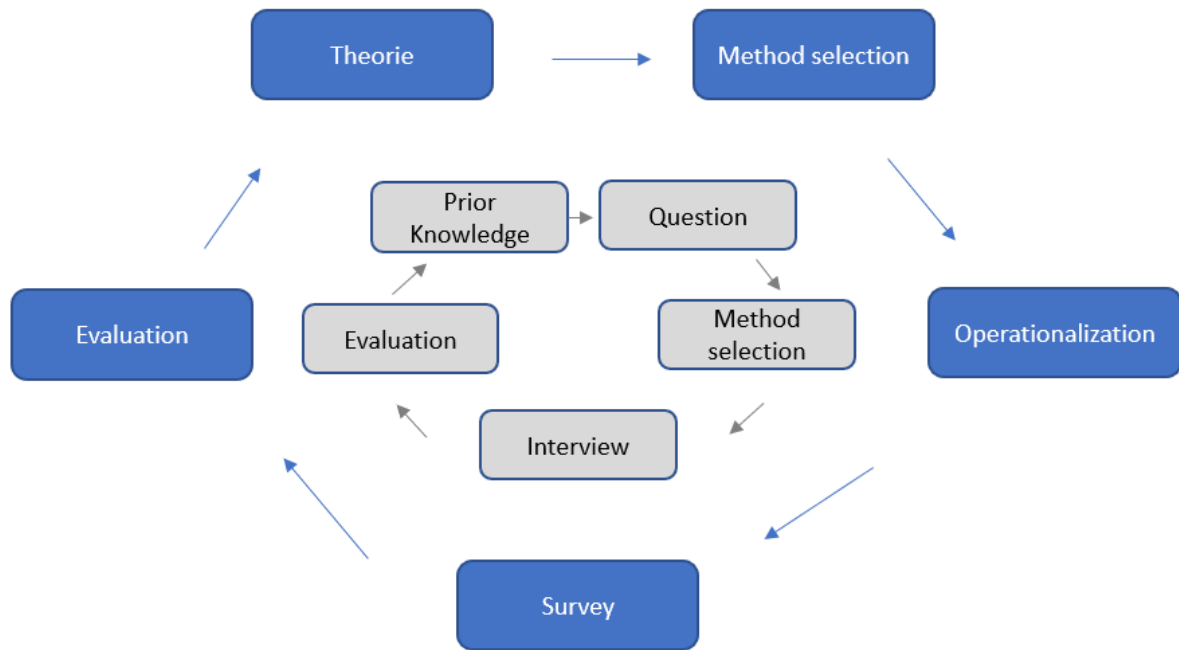 Theorie
Method selection
Prior
Knowledge
Question
Evaluation
Evaluation
Method
selection
Operationalization
Interview
Survey